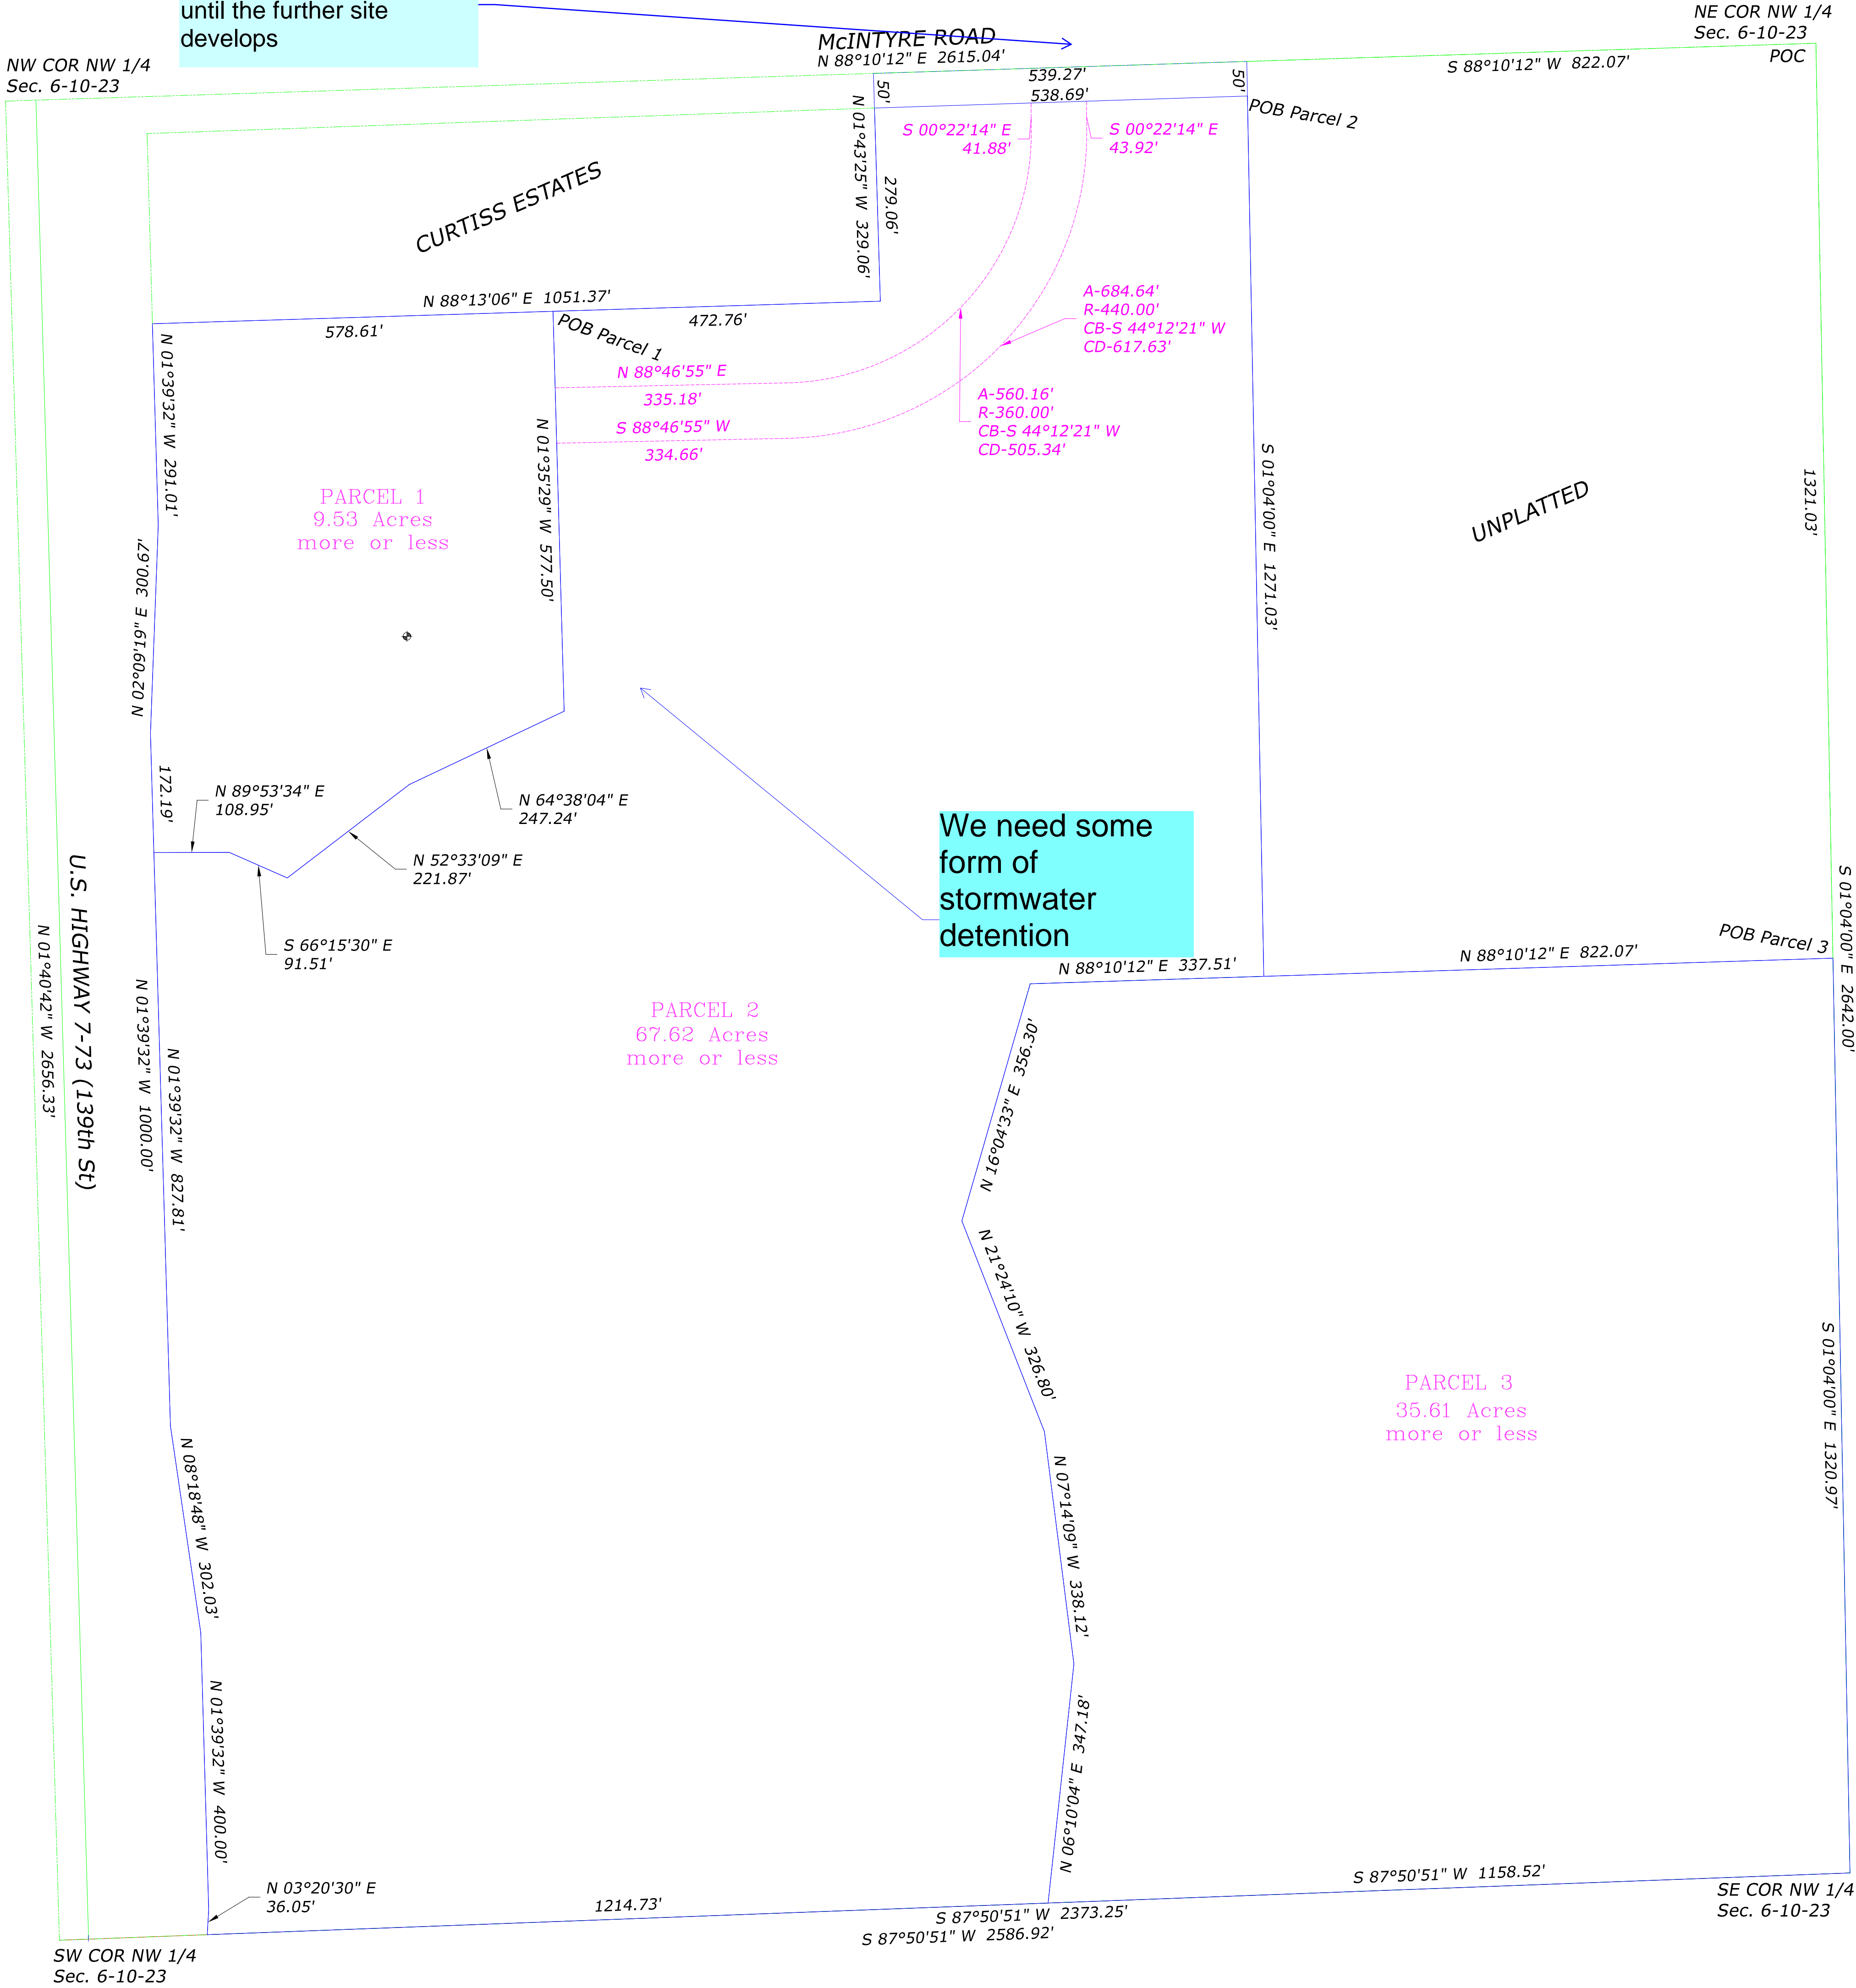 until the further site
develops
NE COR NW 1/4
Sec. 6-10-23
POC
McINTYRE ROAD
N 88°10'12" E 2615.04'
NW COR NW 1/4
Sec. 6-10-23
539.27'
538.69'
50'
50'
S 88°10'12" W 822.07'
POB Parcel 2
S 00°22'14" E
41.88'
S 00°22'14" E
43.92'
N 01°43'25" W 329.06'
279.06'
CURTISS ESTATES
N 88°13'06" E 1051.37'
578.61'
472.76'
POB Parcel 1
A-684.64'
R-440.00'
CB-S 44°12'21" W
CD-617.63'
N 88°46'55" E
335.18'
S 88°46'55" W
334.66'
A-560.16'
R-360.00'
CB-S 44°12'21" W
CD-505.34'
N 01°39'32" W 291.01'
N 01°35'29" W 577.50'
S 01°04'00" E 1271.03'
1321.03'
UNPLATTED
PARCEL 1
9.53 Acres
more or less
N 02°09'19" E 300.67'
172.19'
N 89°53'34" E
108.95'
N 64°38'04" E
247.24'
N 52°33'09" E
221.87'
S 66°15'30" E
91.51'
We need some
form of
stormwater
detention
N 88°10'12" E 337.51'
N 88°10'12" E 822.07'
POB Parcel 3
S 01°04'00" E 2642.00'
U.S. HIGHWAY 7-73 (139th St)
N 01°40'42" W 2656.33'
N 01°39'32" W 1000.00'
N 01°39'32" W 827.81'
PARCEL 2
67.62 Acres
more or less
N 16°04'33" E 356.30'
N 21°24'10" W 326.80'
PARCEL 3
35.61 Acres
more or less
S 01°04'00" E 1320.97'
N 08°18'48" W 302.03'
N 07°14'09" W 338.12'
N 01°39'32" W 400.00'
N 06°10'04" E 347.18'
N 03°20'30" E
36.05'
1214.73'
S 87°50'51" W 1158.52'
S 87°50'51" W 2373.25'
S 87°50'51" W 2586.92'
SE COR NW 1/4
Sec. 6-10-23
SW COR NW 1/4
Sec. 6-10-23